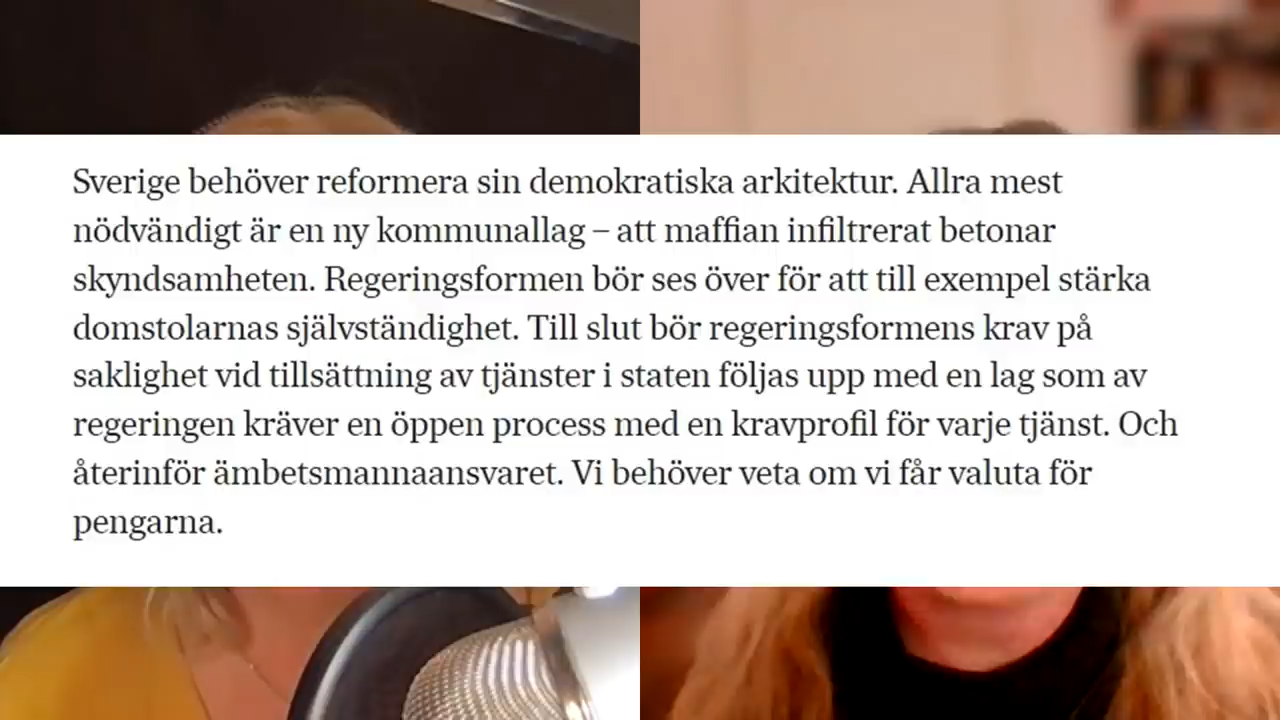 Sverige behöver reformera sin demokratiska arkitektur. Allra mest
nödvändigt är en ny kommunallag – att maffian infiltrerat betonar
skyndsamheten. Regeringsformen bör ses över för att till exempel stärka
domstolarnas självständighet. Till slut bör regeringsformens krav på
saklighet vid tillsättning av tjänster i staten följas upp med en lag som av
regeringen kräver en öppen process med en kravprofil för varje tjänst. Och
återinför ämbetsmannaansvaret. Vi behöver veta om vi får valuta för
pengarna.